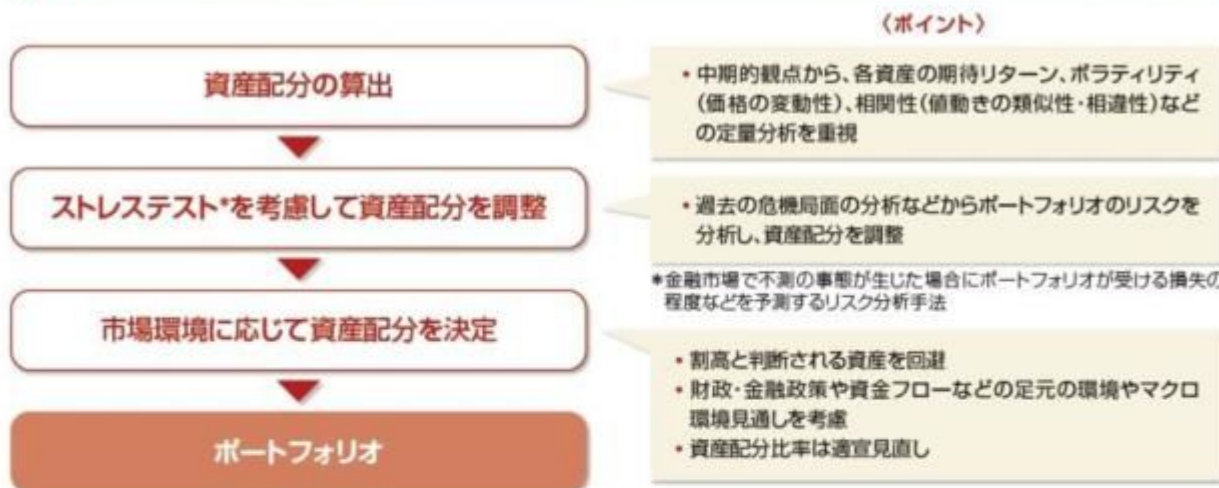 〈ポイント〉
資産配分の算出
• 中期的観点から、各資産の期待リターン、ボラティリティ
(価格の変動性)、相関性(値動きの類似性・相違性)など
の定量分析を重視
ストレステスト*を考慮して資産配分を調整
• 過去の危機局面の分析などからポートフォリオのリスクを
分析し、資産配分を調整
*金融市場で不測の事態が生じた場合にポートフォリオが受ける損失の
程度などを予測するリスク分析手法
市場環境に応じて資産配分を決定
• 割高と判断される資産を回避
• 財政・金融政策や資金フローなどの足元の環境やマクロ
環境見通しを考慮
• 資産配分比率は適宜見直し
ポートフォリオ